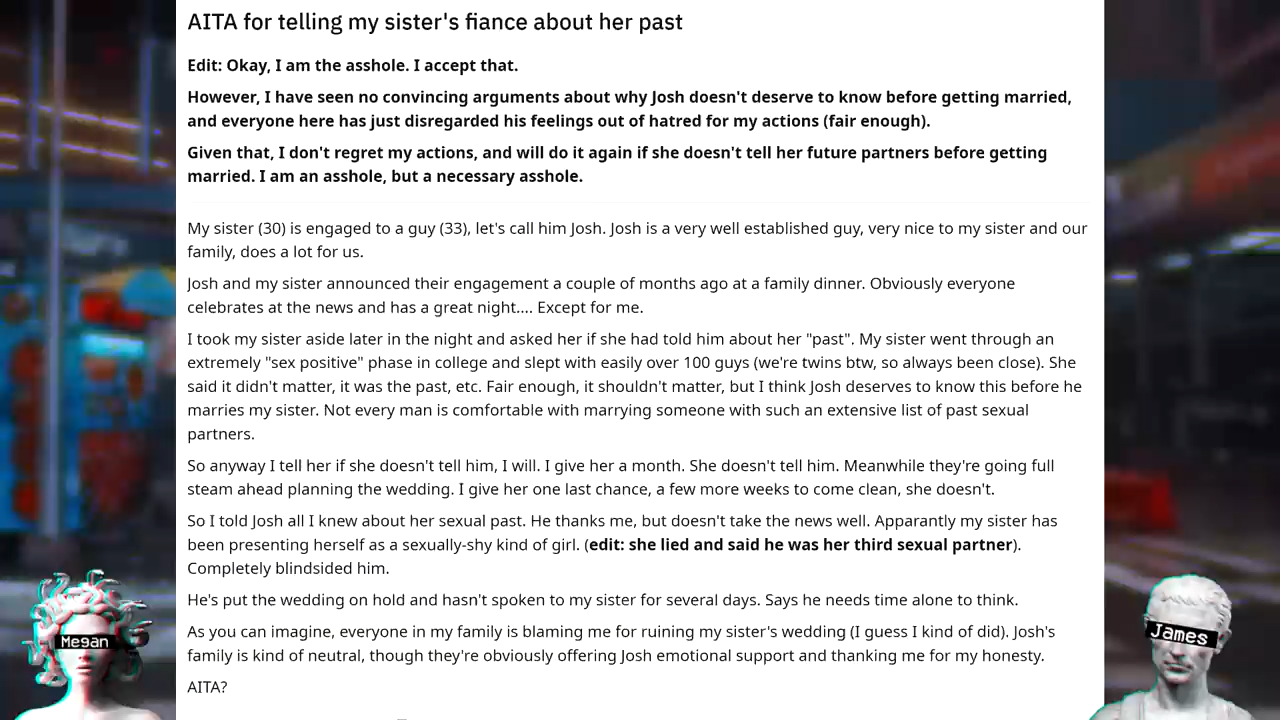 AITA for telling my sister's fiance about her past
Edit: Okay, I am the asshole. I accept that.
However, I have seen no convincing arguments about why Josh doesn't deserve to know before getting married,
and everyone here has just disregarded his feelings out of hatred for my actions (fair enough).
Given that, I don't regret my actions, and will do it again if she doesn't tell her future partners before getting
married. I am an asshole, but a necessary asshole.
My sister (30) is engaged to a guy (33), let's call him Josh. Josh is a very well established guy, very nice to my sister and our
family, does a lot for us.
Josh and my sister announced their engagement a couple of months ago at a family dinner. Obviously everyone
celebrates at the news and has a great night.... Except for me.
I took my sister aside later in the night and asked her if she had told him about her "past". My sister went through an
extremely "sex positive" phase in college and slept with easily over 100 guys (we're twins btw, so always been close). She
said it didn't matter, it was the past, etc. Fair enough, it shouldn't matter, but I think Josh deserves to know this before he
marries my sister. Not every man is comfortable with marrying someone with such an extensive list of past sexual
partners.
So anyway I tell her if she doesn't tell him, I will. I give her a month. She doesn't tell him. Meanwhile they're going full
steam ahead planning the wedding. I give her one last chance, a few more weeks to come clean, she doesn't.
So I told Josh all I knew about her sexual past. He thanks me, but doesn't take the news well. Apparantly my sister has
been presenting herself as a sexually-shy kind of girl. (edit: she lied and said he was her third sexual partner).
Completely blindsided him.
He's put the wedding on hold and hasn't spoken to my sister for several days. Says he needs time alone to think.
As you can imagine, everyone in my family is blaming me for ruining my sister's wedding (I guess I kind of did). Josh's
family is kind of neutral, though they're obviously offering Josh emotional support and thanking me for my honesty.
AITA?
Megan
James